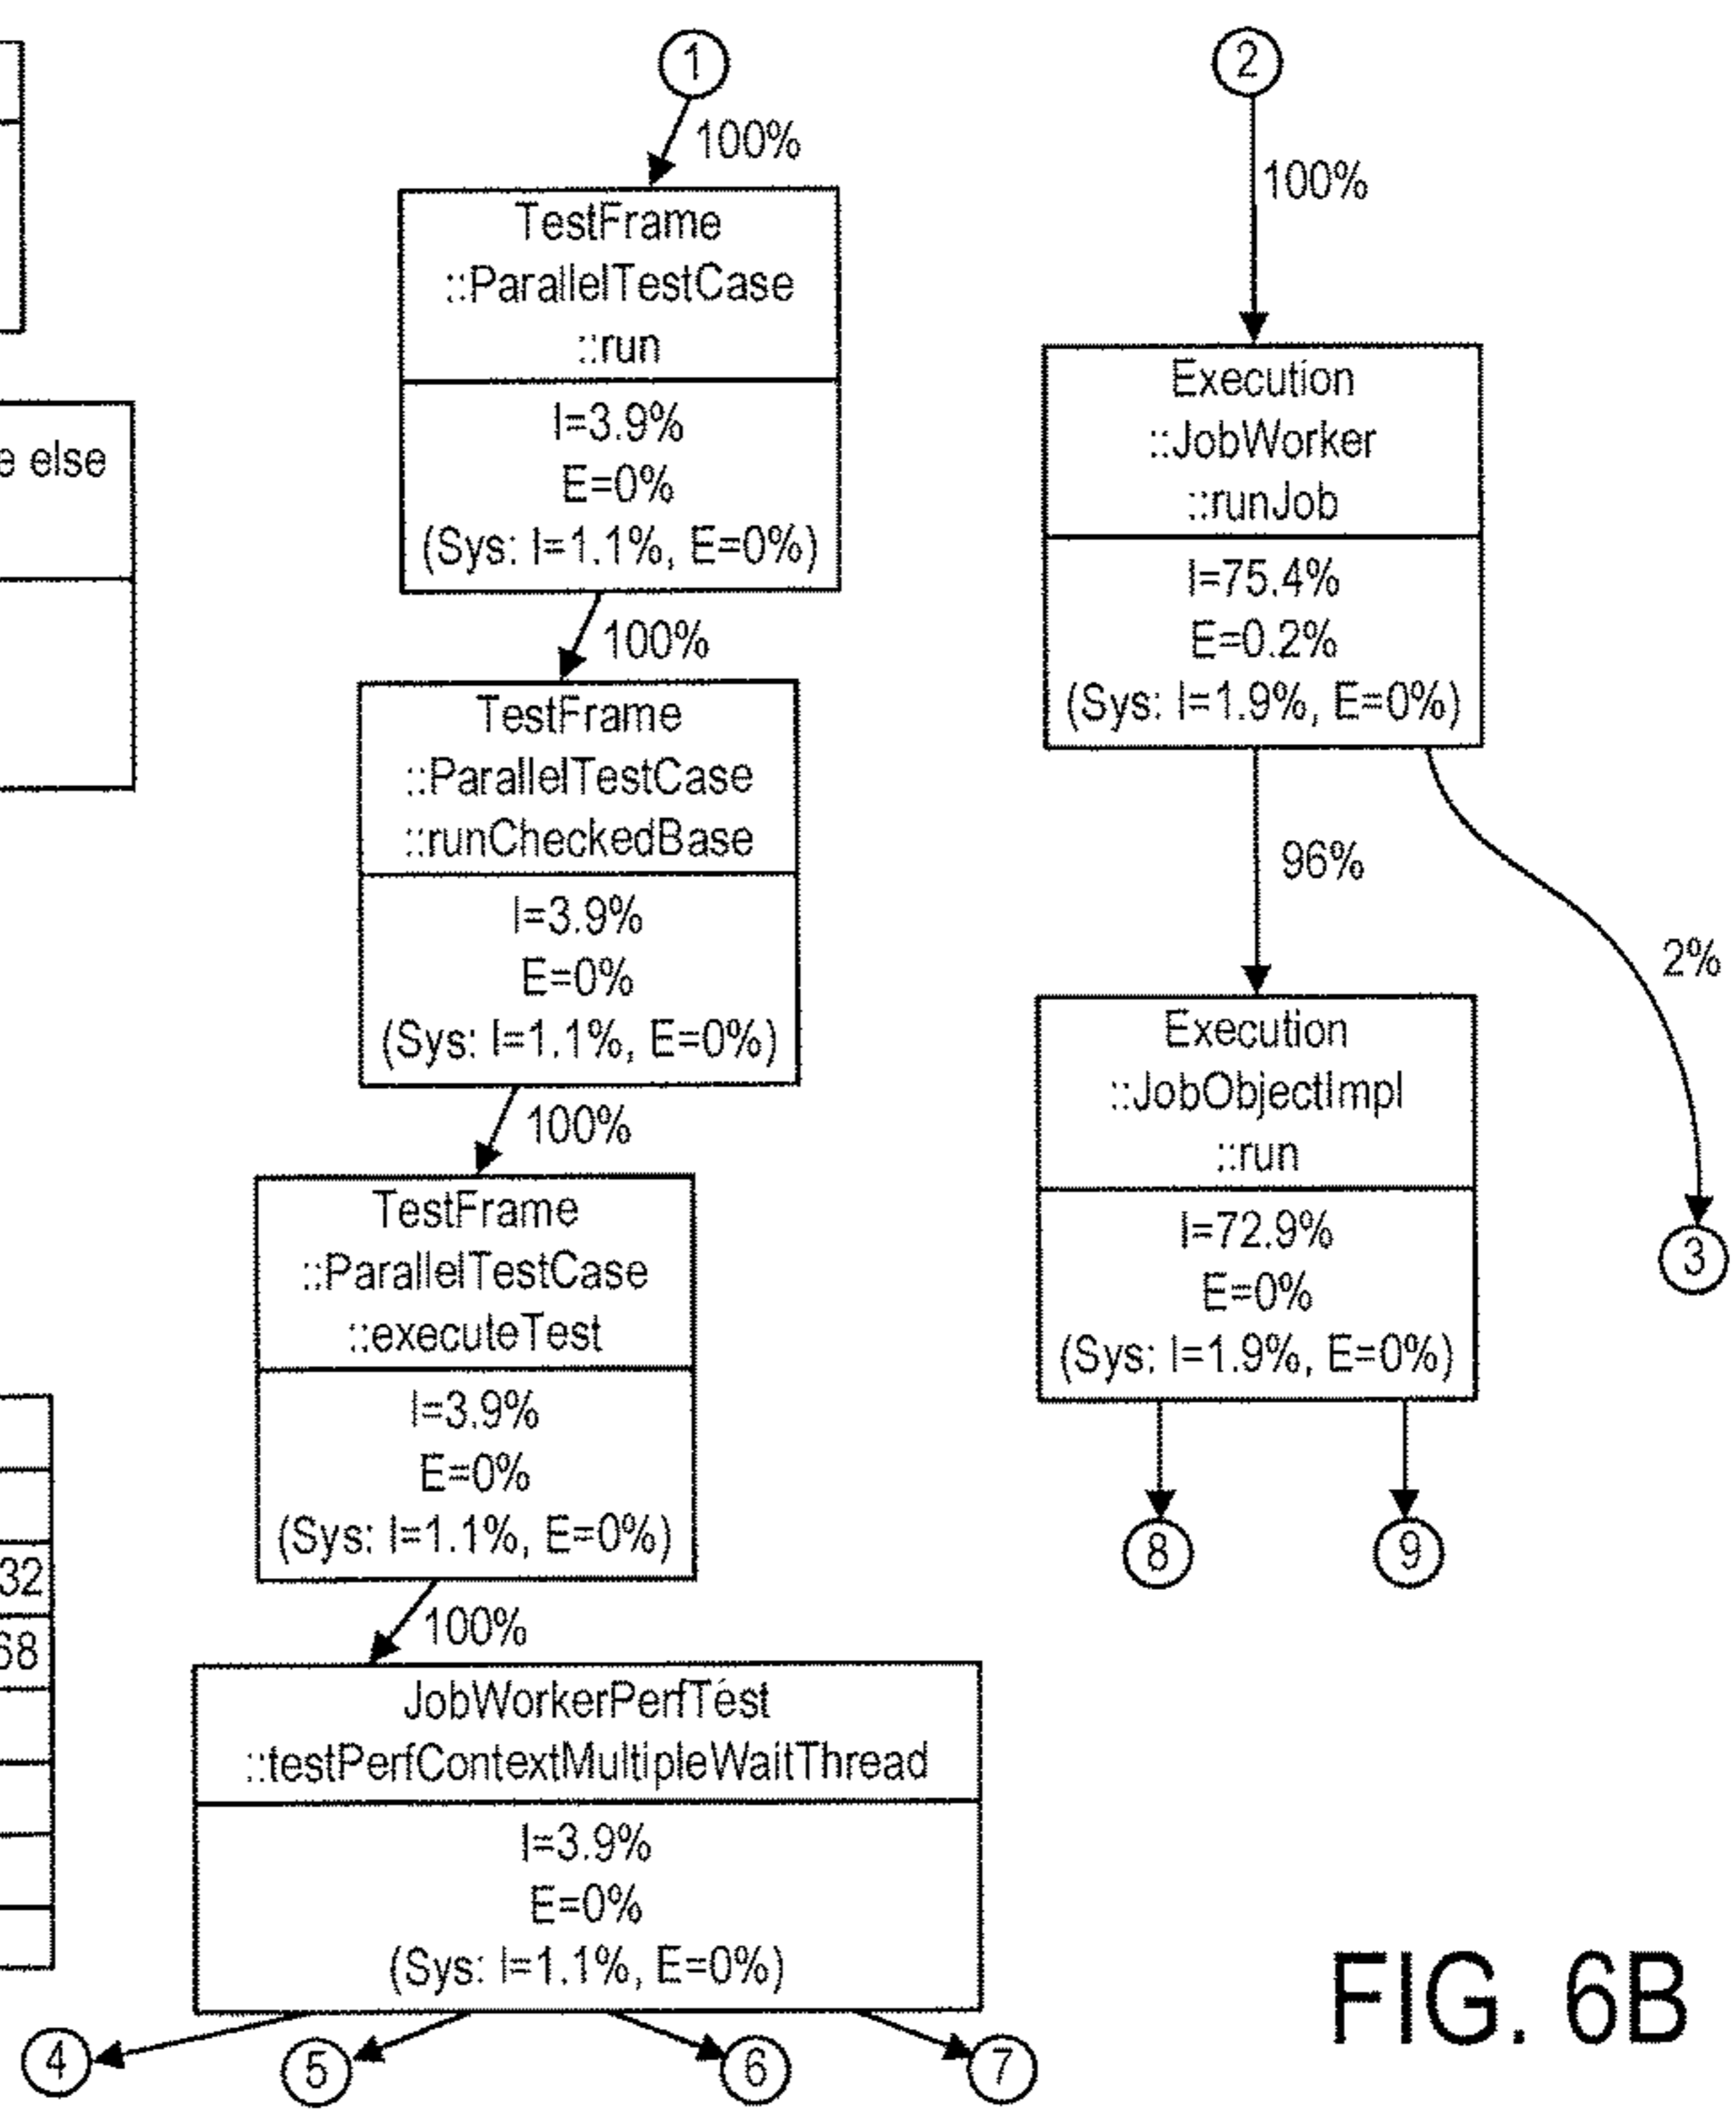 1
100%
TestFrame
::ParallelTestCase
::run
I=3.9%
E=0%
(Sys: I=1.1%, E=0%)
100%
TestFrame
::ParallelTestCase
::runCheckedBase
I=3.9%
E=0%
(Sys: I=1.1%, E=0%)
100%
TestFrame
::ParallelTestCase
::executeTest
I=3.9%
E=0%
(Sys: I=1.1%, E=0%)
100%
JobWorkerPerfTest
::testPerfContextMultipleWaitThread
I=3.9%
E=0%
(Sys: I=1.1%, E=0%)
4
5
6
7
2
100%
Execution
::JobWorker
::runJob
I=75.4%
E=0.2%
(Sys: I=1.9%, E=0%)
96%
2%
Execution
::JobObjectImpl
::run
I=72.9%
E=0%
(Sys: I=1.9%, E=0%)
3
8
9
e else
32
68
FIG. 6B